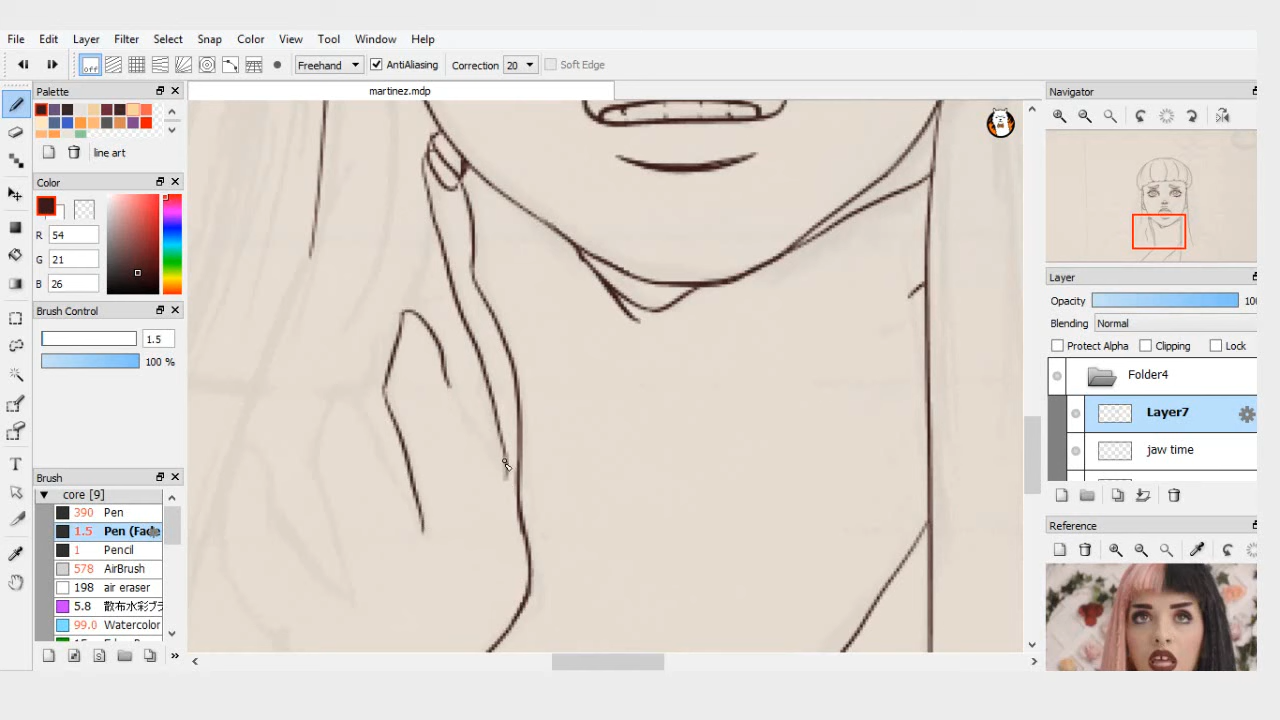 File Edit Layer Filter Select Snap Color View Tool Window Help
off Freehand AntiAliasing Correction 20 Soft Edge
Palette
martinez.mdp
Navigator
line art
Color
R 54
G 21
B 26
Layer
Opacity
Blending Normal
Brush Control
1.5
100 %
Protect Alpha Clipping Lock
Folder4
Layer7
jaw time
Brush
core [9]
390 Pen
1.5 Pen (Fade
1 Pencil
578 AirBrush
198 air eraser
5.8 散布水彩ブラ
99.0 Watercolor
Reference